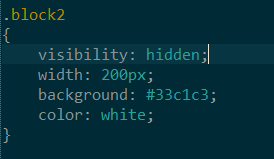 .block2
{
    visibility: hidden;
    width: 200px;
    background: #33c1c3;
    color: white;
}